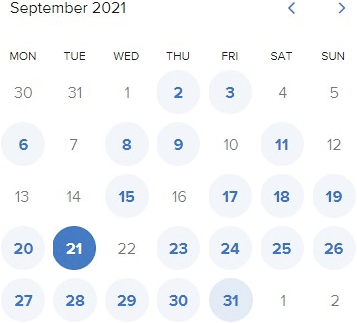 September 2021
MON TUE WED THU FRI SAT SUN
30 31 1 2 3 4 5
6 7 8 9 10 11 12
13 14 15 16 17 18 19
20 21 22 23 24 25 26
27 28 29 30 31 1 2